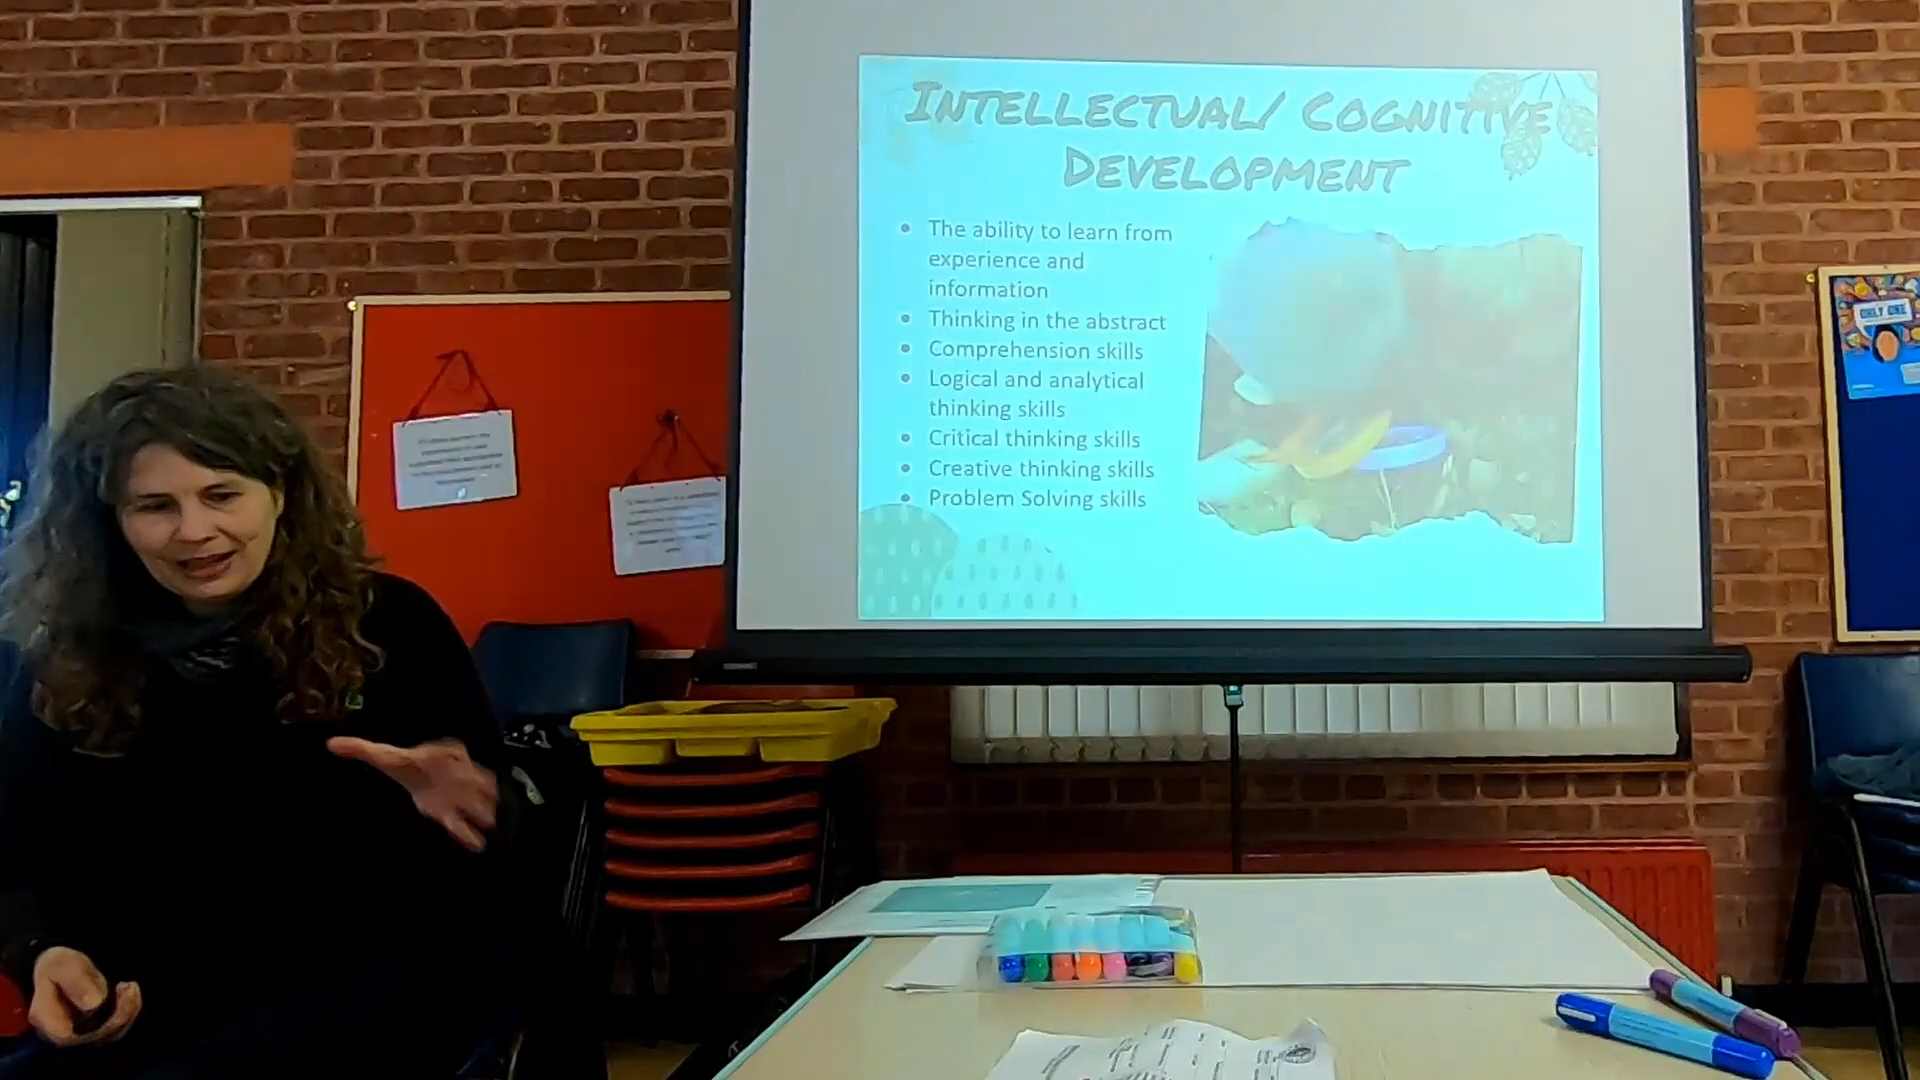 INTELLECTUAL/ COGNITIVE
DEVELOPMENT
• The ability to learn from
experience and
information
• Thinking in the abstract
• Comprehension skills
• Logical and analytical
thinking skills
• Critical thinking skills
• Creative thinking skills
• Problem Solving skills
ONLY ONE